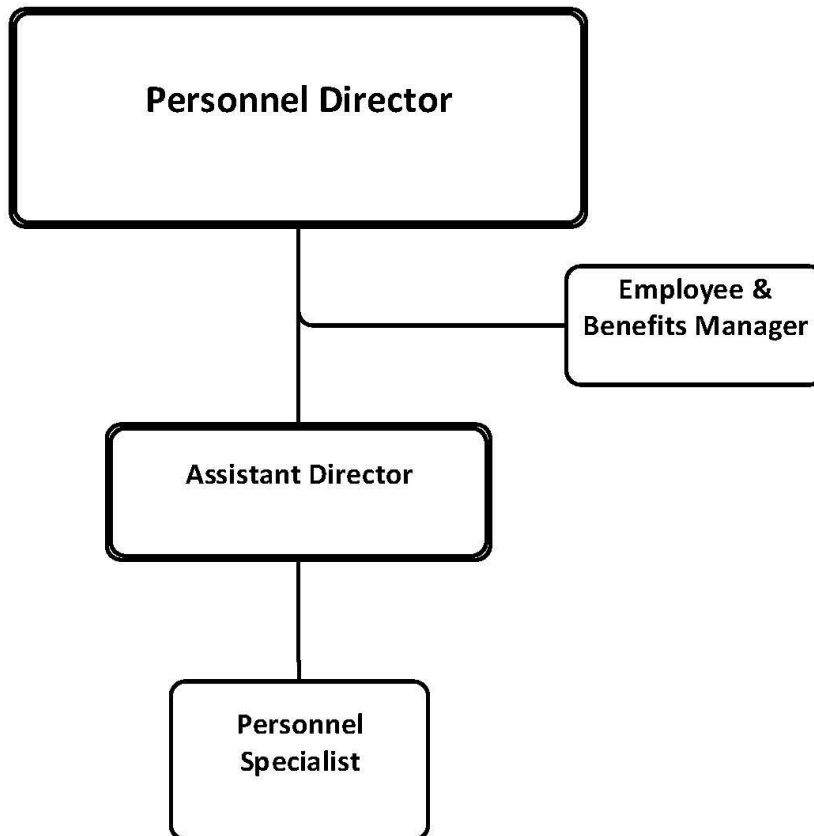 Personnel Director
Employee &
Benefits Manager
Assistant Director
Personnel
Specialist